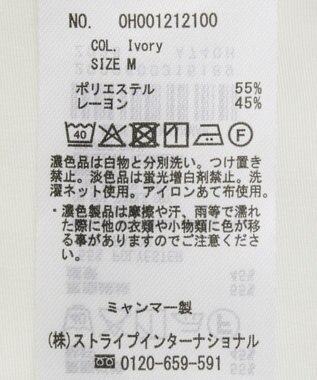 NO. OH001212100
COL. Ivory
SIZE M
ポリエステル 55%
レーヨン 45%
40 F
濃色品は白物と分別洗い。つけ置き
禁止。淡色品は蛍光増白剤禁止。洗
濯ネット使用。アイロンあて布使用。
・濃色製品は摩擦や汗、雨等で濡れ
た際に他の衣類や小物類に色が移
る事がありますのでご注意くださ
い。
ミャンマー製
(株)ストライプインターナショナル
0120-659-591